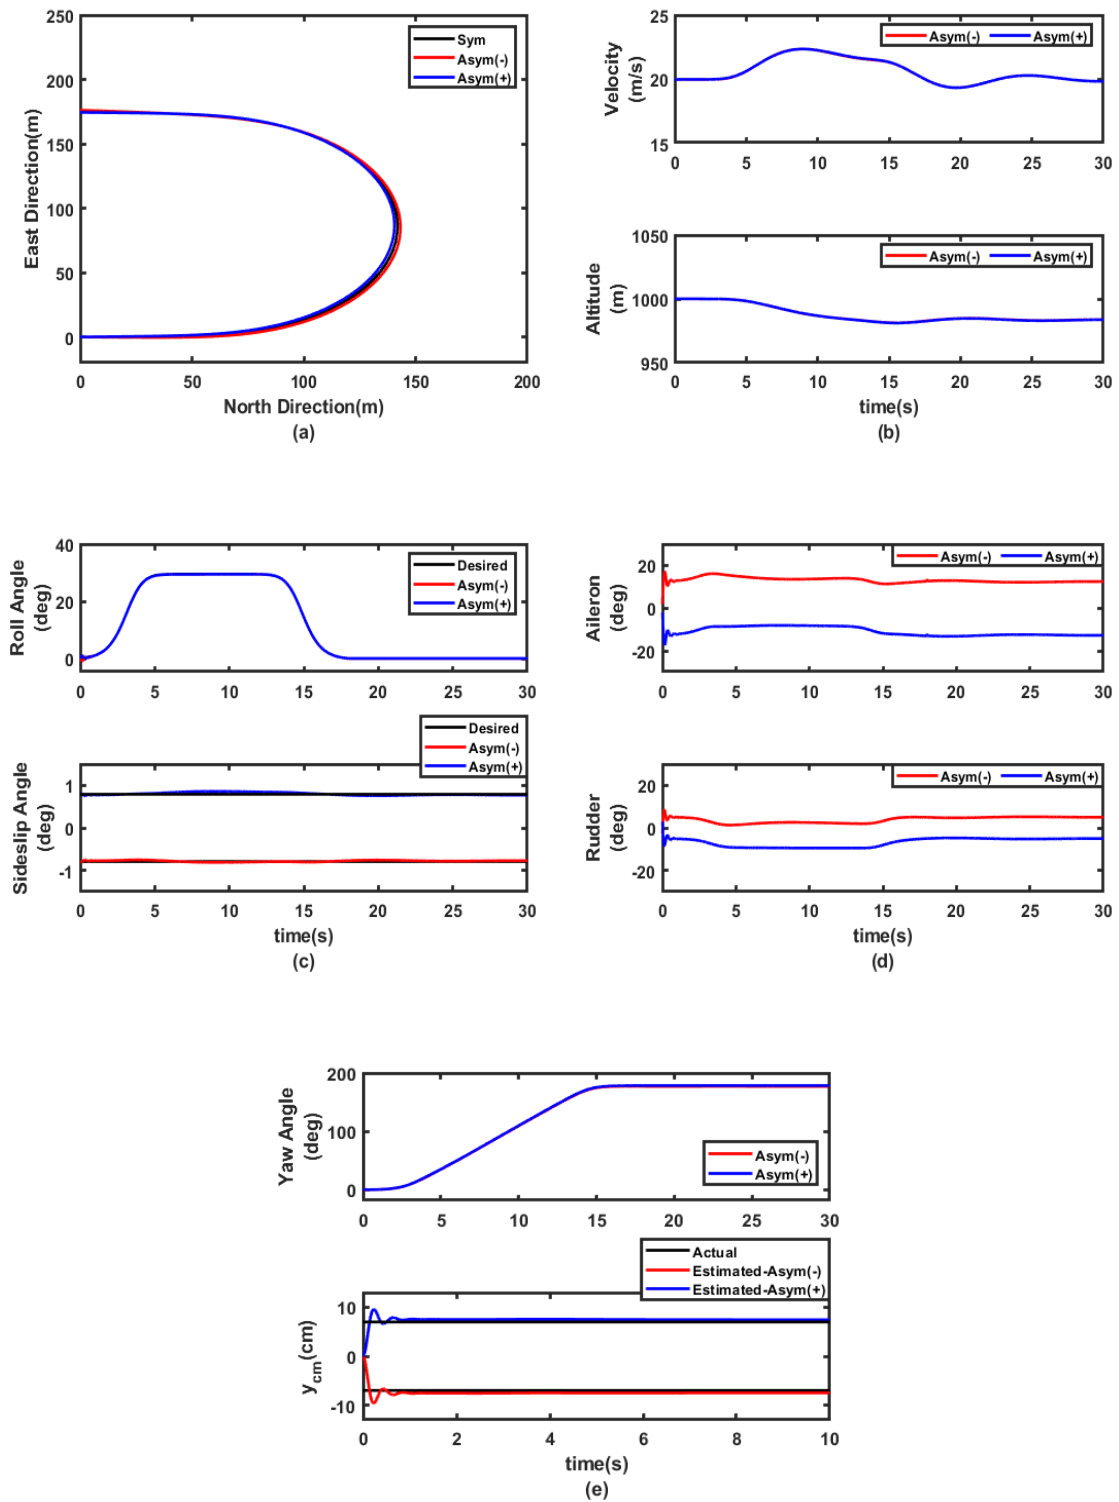 250
200
150
100
50
0
East Direction(m)
Sym
Asym(-)
Asym(+)
0 50 100 150 200
North Direction(m)
(a)
25
20
15
Velocity
(m/s)
Asym(-) Asym(+)
0 5 10 15 20 25 30
1050
1000
950
Altitude
(m)
Asym(-) Asym(+)
0 5 10 15 20 25 30
time(s)
(b)
40
20
0
Roll Angle
(deg)
Desired
Asym(-)
Asym(+)
0 5 10 15 20 25 30
1
0
-1
Sideslip Angle
(deg)
Desired
Asym(-)
Asym(+)
0 5 10 15 20 25 30
time(s)
(c)
20
0
-20
Aileron
(deg)
Asym(-) Asym(+)
0 5 10 15 20 25 30
20
0
-20
Rudder
(deg)
Asym(-) Asym(+)
0 5 10 15 20 25 30
time(s)
(d)
200
100
0
Yaw Angle
(deg)
Asym(-)
Asym(+)
0 5 10 15 20 25 30
10
0
-10
ycm(cm)
Actual
Estimated-Asym(-)
Estimated-Asym(+)
0 2 4 6 8 10
time(s)
(e)